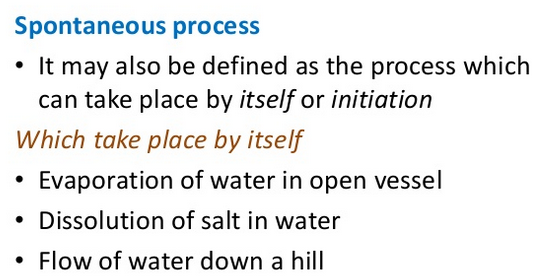 Spontaneous process
• It may also be defined as the process which
can take place by itself or initiation
Which take place by itself
• Evaporation of water in open vessel
• Dissolution of salt in water
• Flow of water down a hill